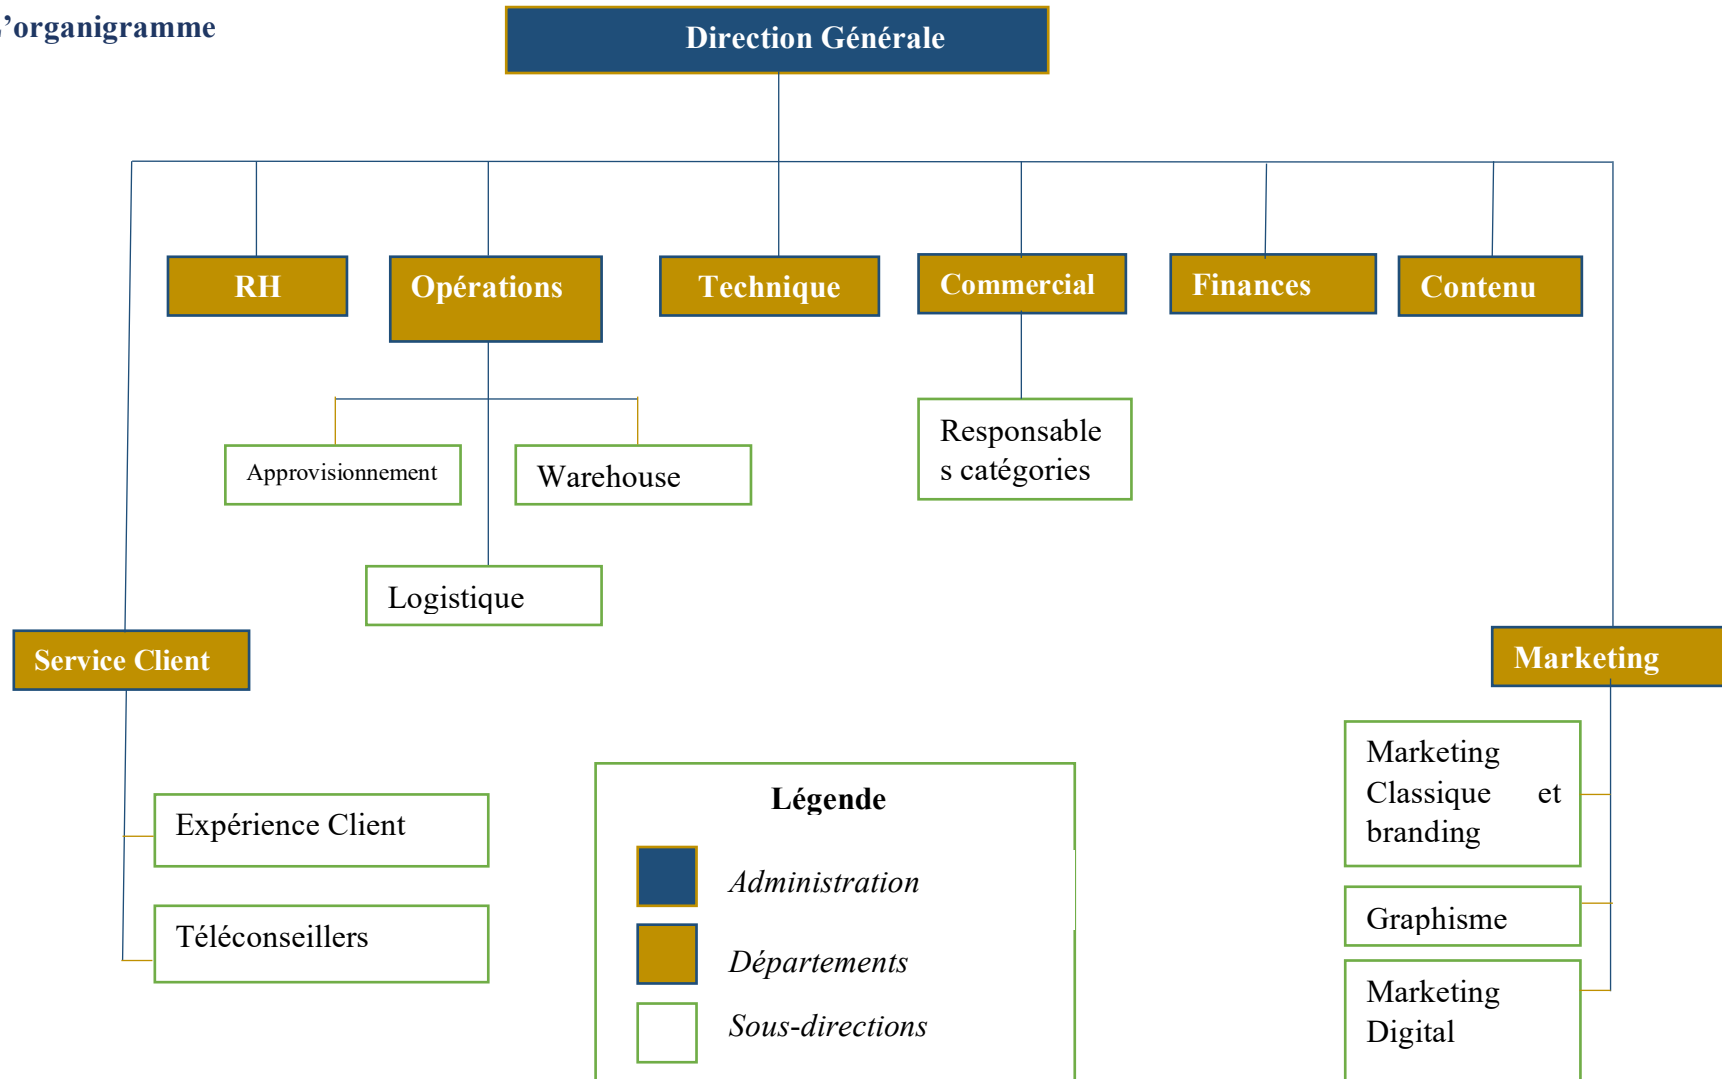 L'organigramme
Direction Générale
RH
Opérations
Technique
Commercial
Finances
Contenu
Responsable
s catégories
Approvisionnement
Warehouse
Logistique
Service Client
Marketing
Expérience Client
Téléconseillers
Marketing
Classique et
branding
Graphisme
Marketing
Digital
Légende
Administration
Départements
Sous-directions